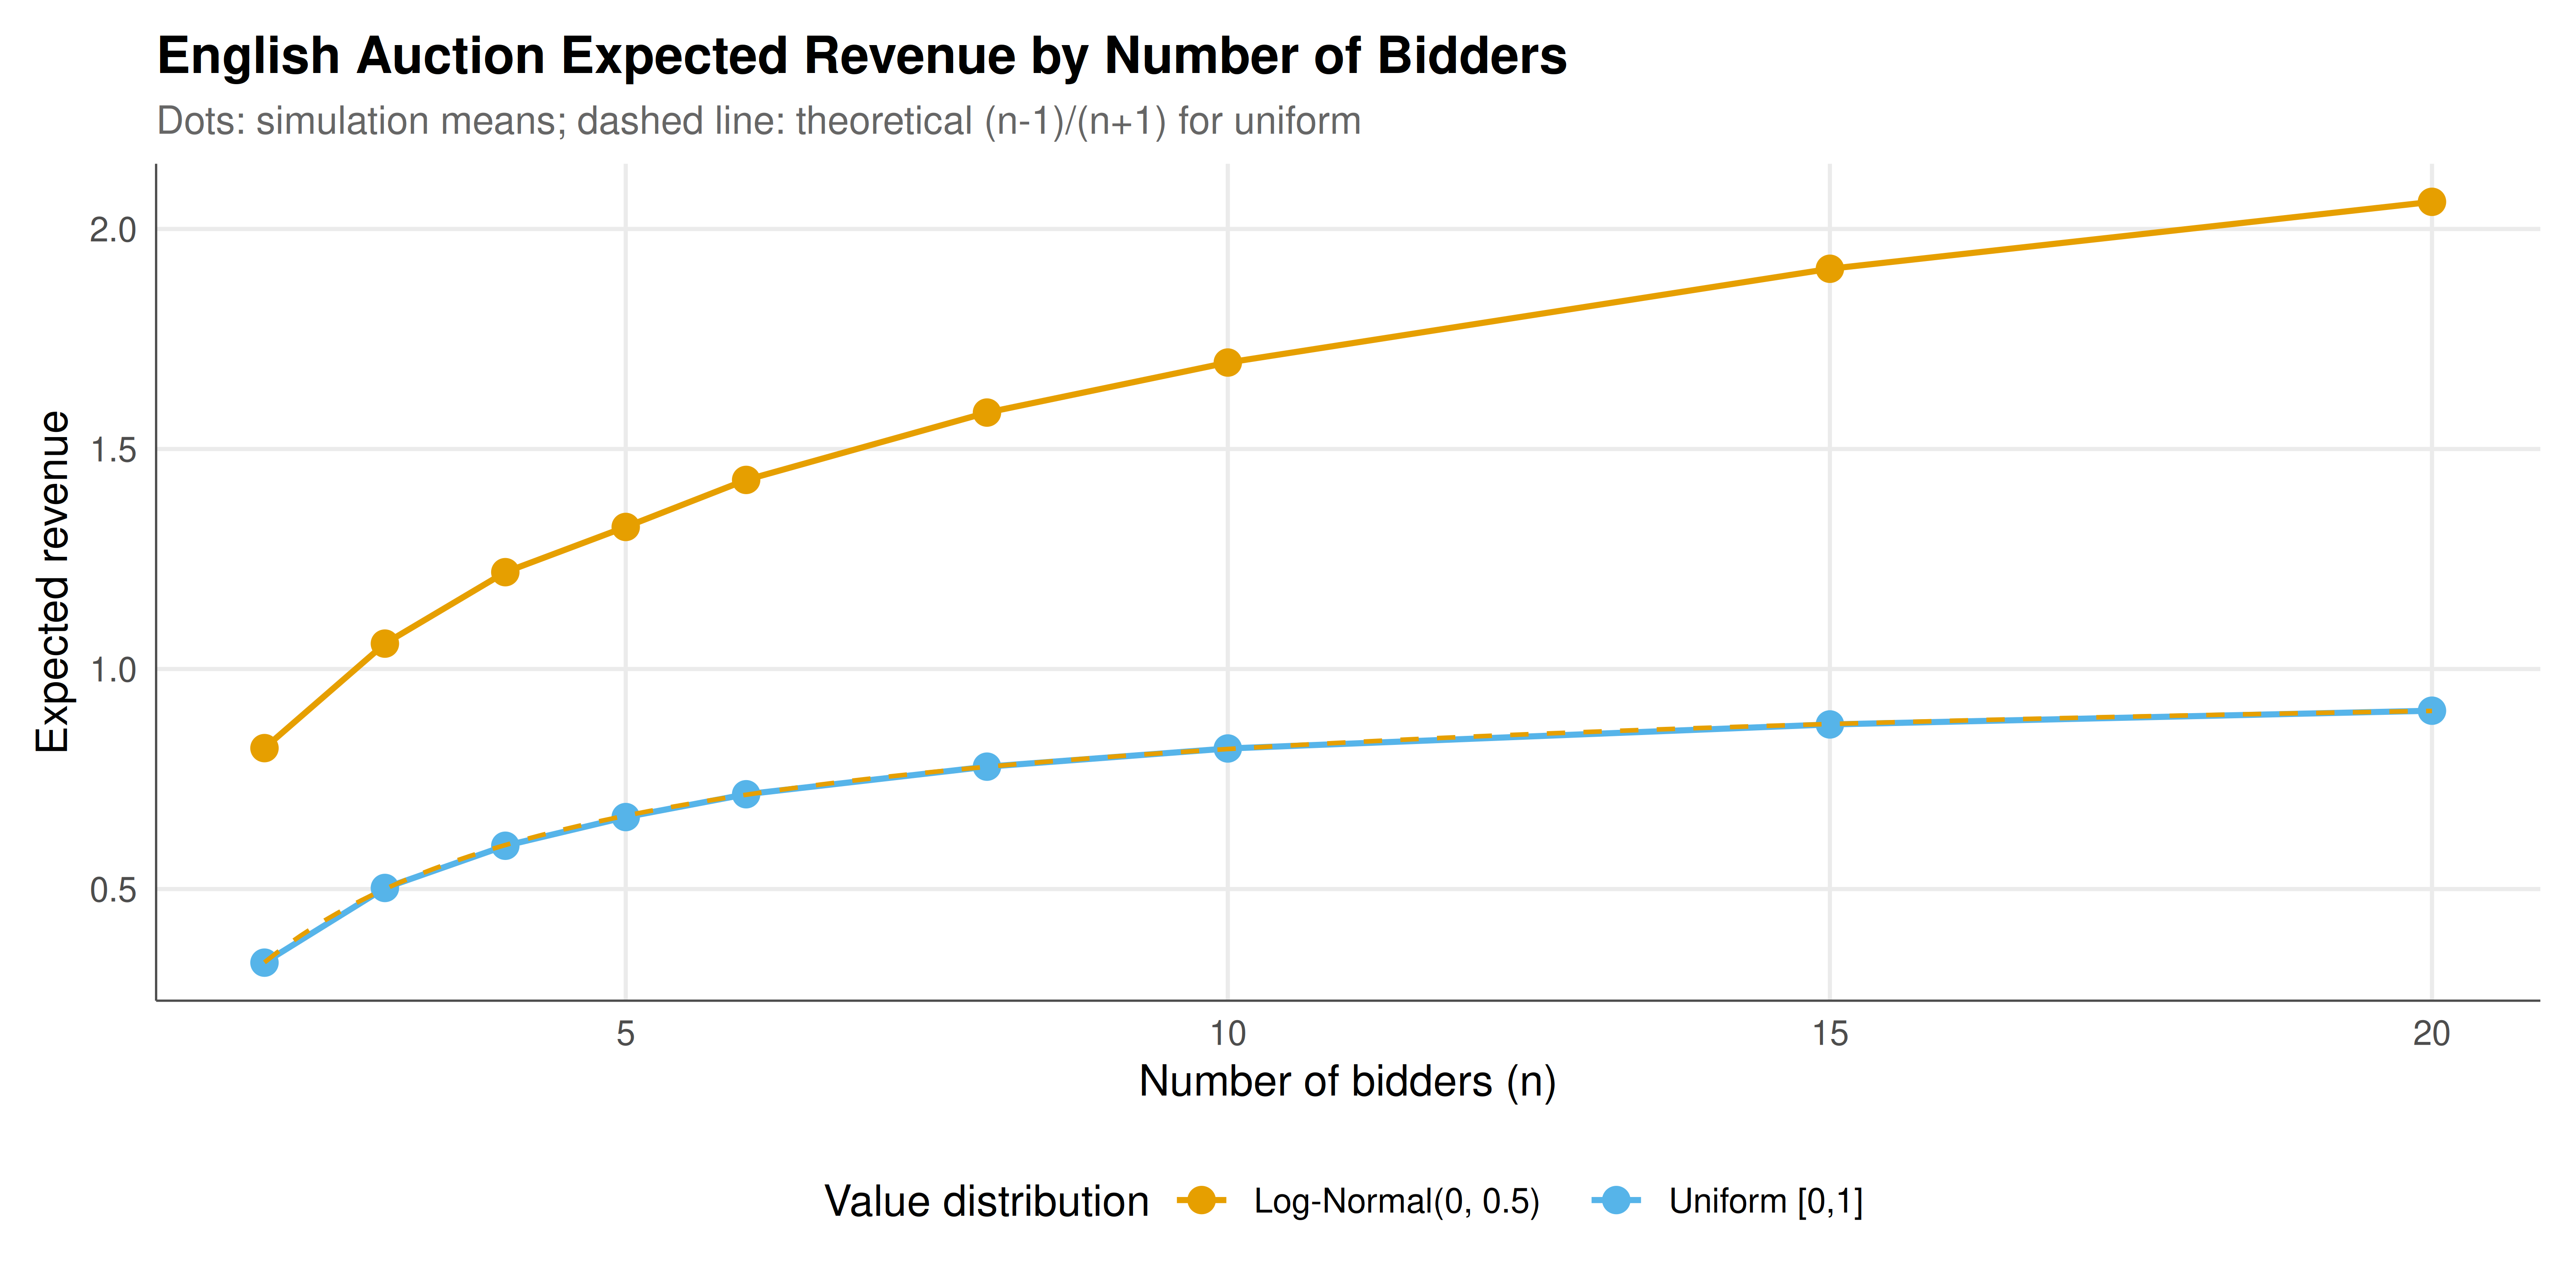 English Auction Expected Revenue by Number of Bidders
Dots: simulation means; dashed line: theoretical (n-1)/(n+1) for uniform
Expected revenue
2.0
1.5
1.0
0.5
5 10 15 20
Number of bidders (n)
Value distribution Log-Normal(0, 0.5) Uniform [0,1]